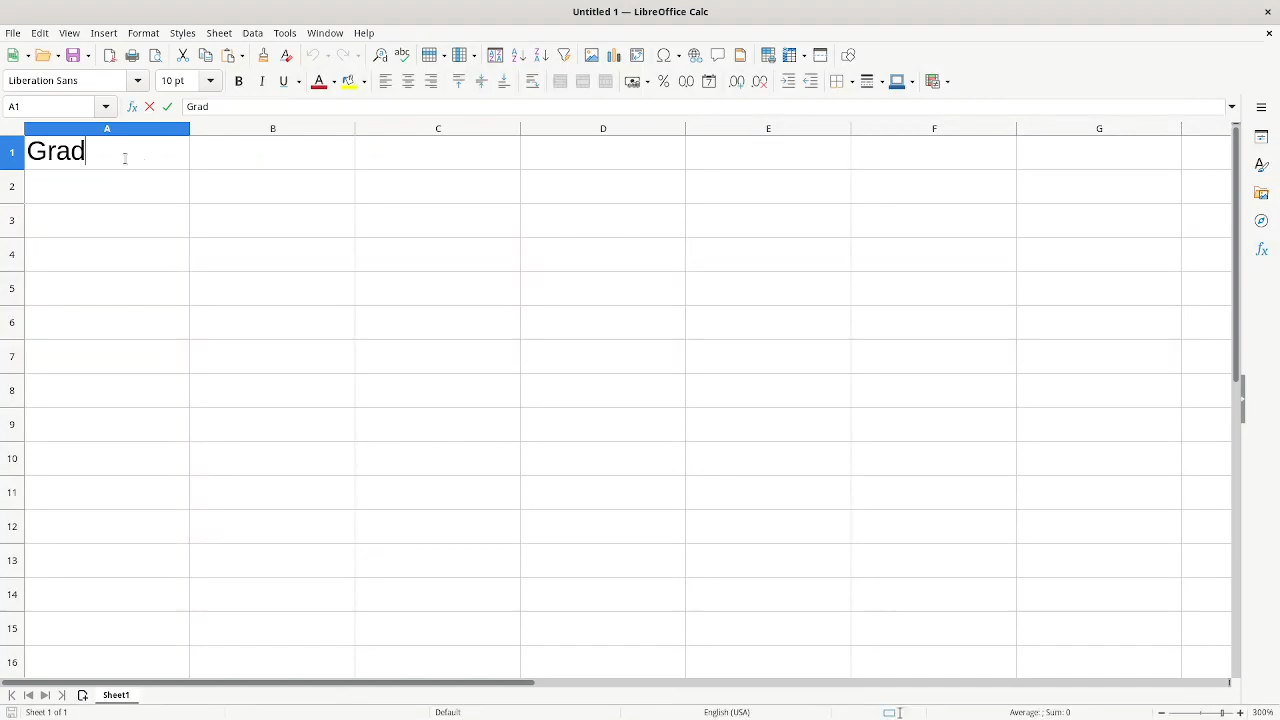 Untitled 1 — LibreOffice Calc
File Edit View Insert Format Styles Sheet Data Tools Window Help
Liberation Sans 10 pt
A1 Grad
A B C D E F G
1 Grad
2
3
4
5
6
7
8
9
10
11
12
13
14
15
16
Sheet1
Sheet 1 of 1 Default English (USA) Average: ; Sum: 0 300%